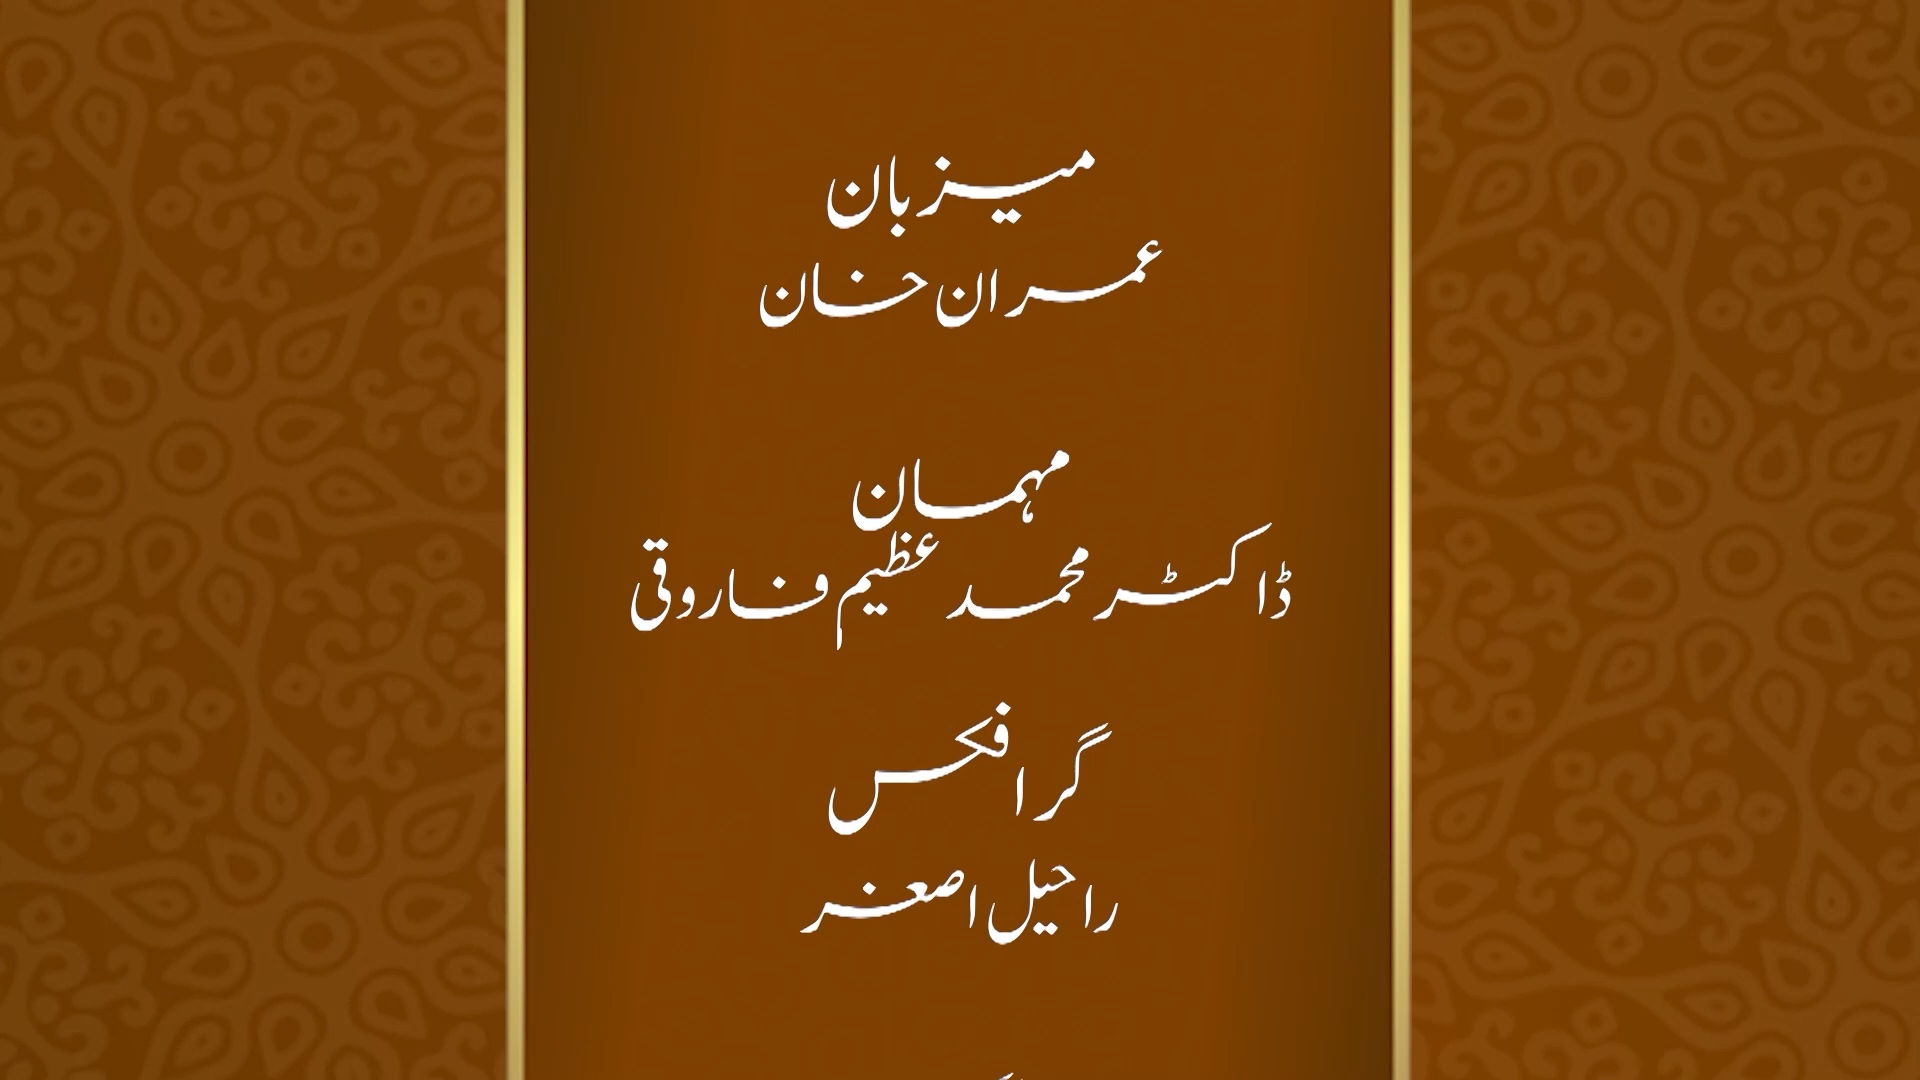 میزبان
عمران خان
مہمان
ڈاکٹر محمد عظیم فاروقی
گرافکس
راحیل اصغر